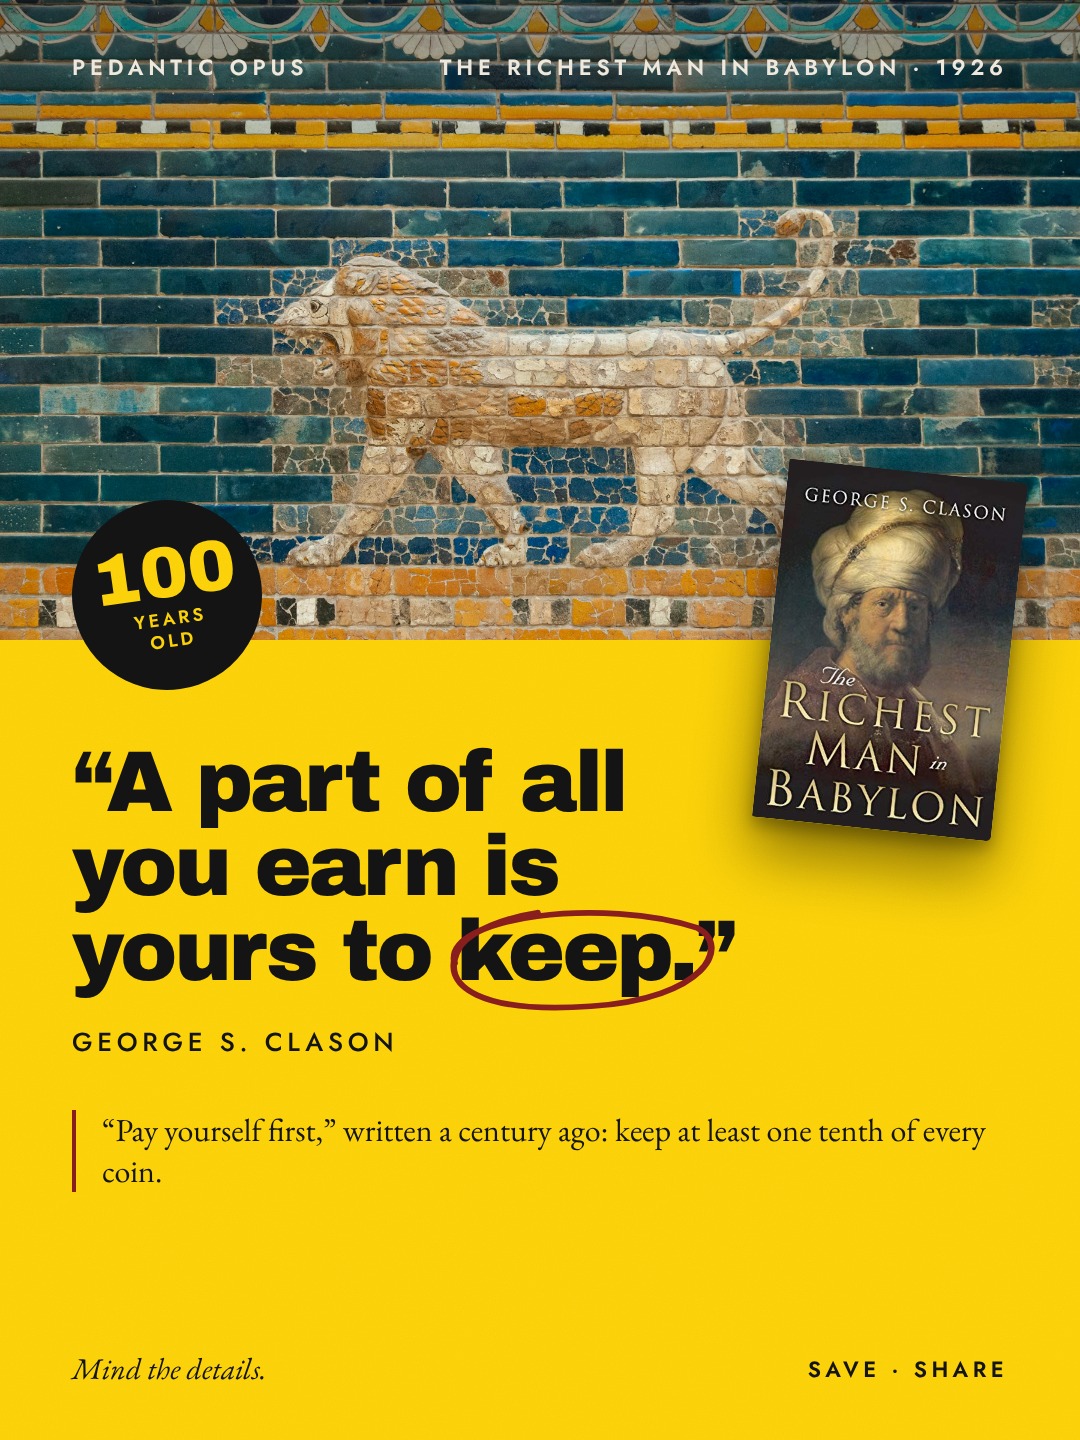 PEDANTIC OPUS
THE RICHEST MAN IN BABYLON · 1926
GEORGE S. CLASON
The
RICHEST
MAN in
BABYLON
100
YEARS
OLD
“A part of all
you earn is
yours to keep.”
GEORGE S. CLASON
“Pay yourself first,” written a century ago: keep at least one tenth of every
coin.
Mind the details.
SAVE · SHARE